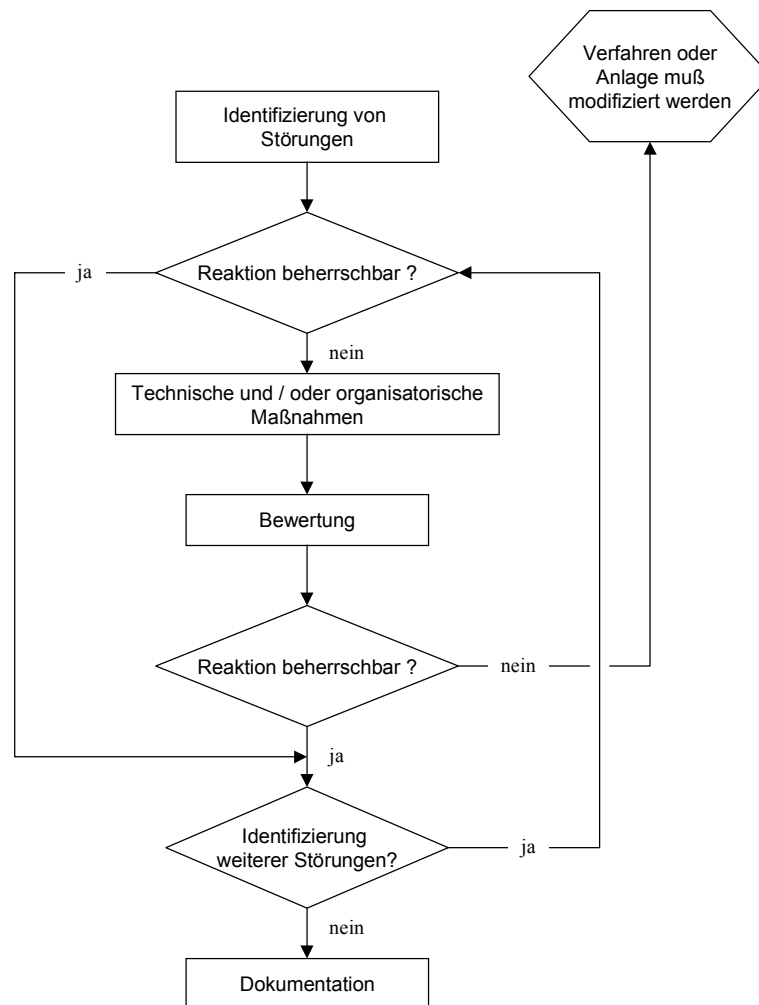 Verfahren oder
Anlage muß
modifiziert werden
Identifizierung von
Störungen
Reaktion beherrschbar ?
ja
nein
Technische und / oder organisatorische
Maßnahmen
Bewertung
Reaktion beherrschbar ?
nein
ja
Identifizierung
weiterer Störungen?
ja
nein
Dokumentation